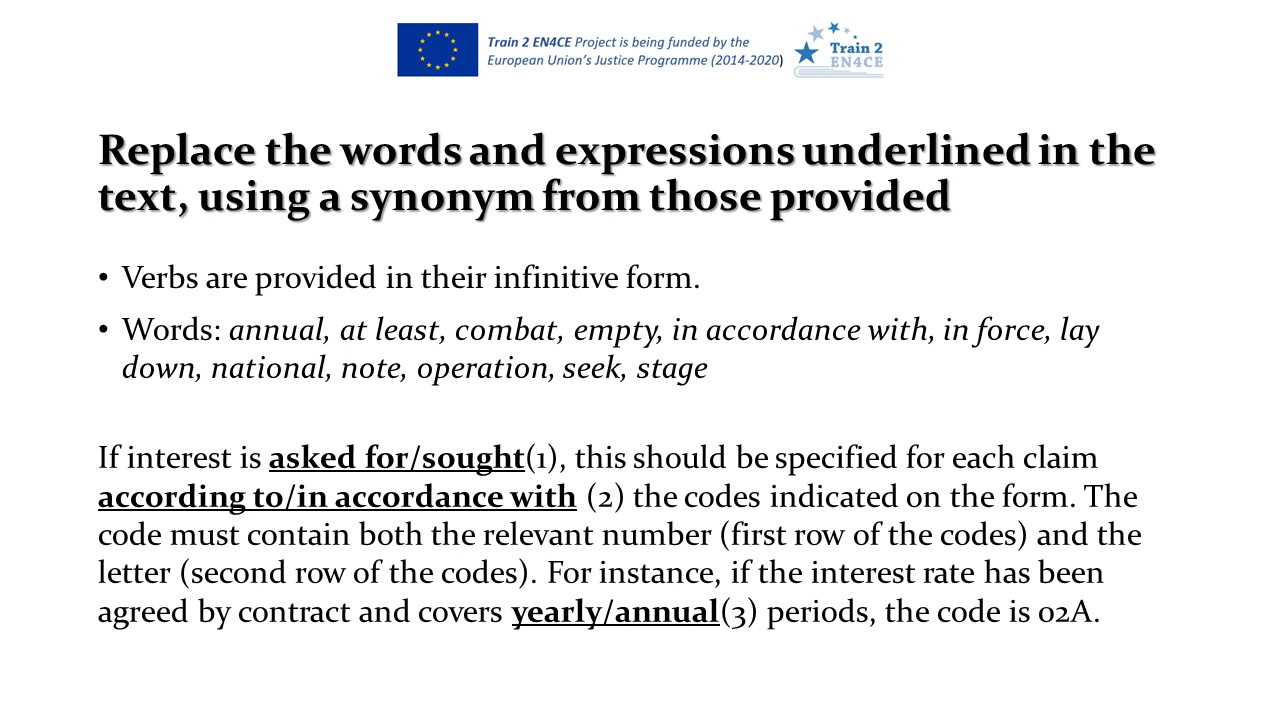 Train 2 EN4CE Project is being funded by the
European Union's Justice Programme (2014-2020)
Train 2
EN4CE
Replace the words and expressions underlined in the
text, using a synonym from those provided
• Verbs are provided in their infinitive form.
• Words: annual, at least, combat, empty, in accordance with, in force, lay
down, national, note, operation, seek, stage
If interest is asked for/sought(1), this should be specified for each claim
according to/in accordance with (2) the codes indicated on the form. The
code must contain both the relevant number (first row of the codes) and the
letter (second row of the codes). For instance, if the interest rate has been
agreed by contract and covers yearly/annual(3) periods, the code is 02A.